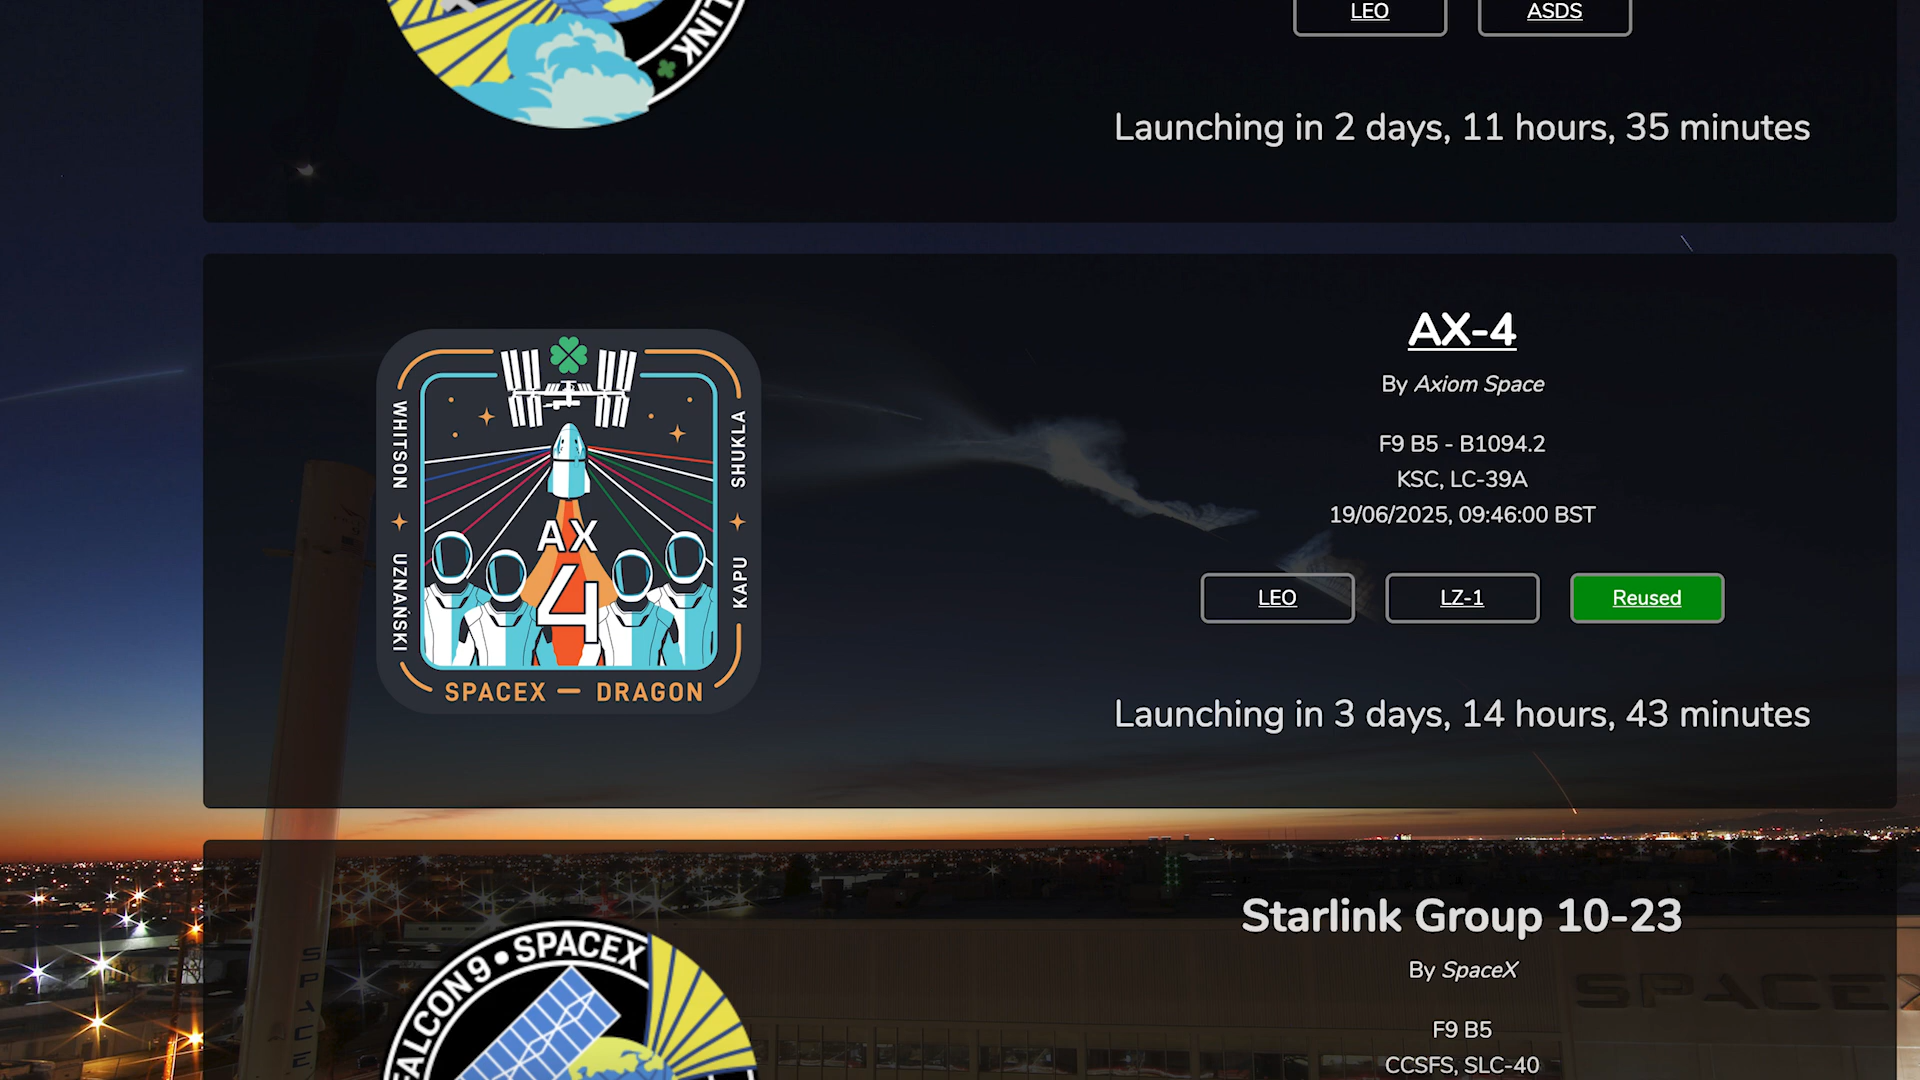 LINK
LEO
ASDS
Launching in 2 days, 11 hours, 35 minutes
WHITSON
UZNAŃSKI
SHUKLA
KAPU
AX
4
SPACEX — DRAGON
AX-4
By Axiom Space
F9 B5 - B1094.2
KSC, LC-39A
19/06/2025, 09:46:00 BST
LEO
LZ-1
Reused
Launching in 3 days, 14 hours, 43 minutes
FALCON 9 • SPACEX
Starlink Group 10-23
By SpaceX
F9 B5
CCSFS, SLC-40
SPACE
SPACEX